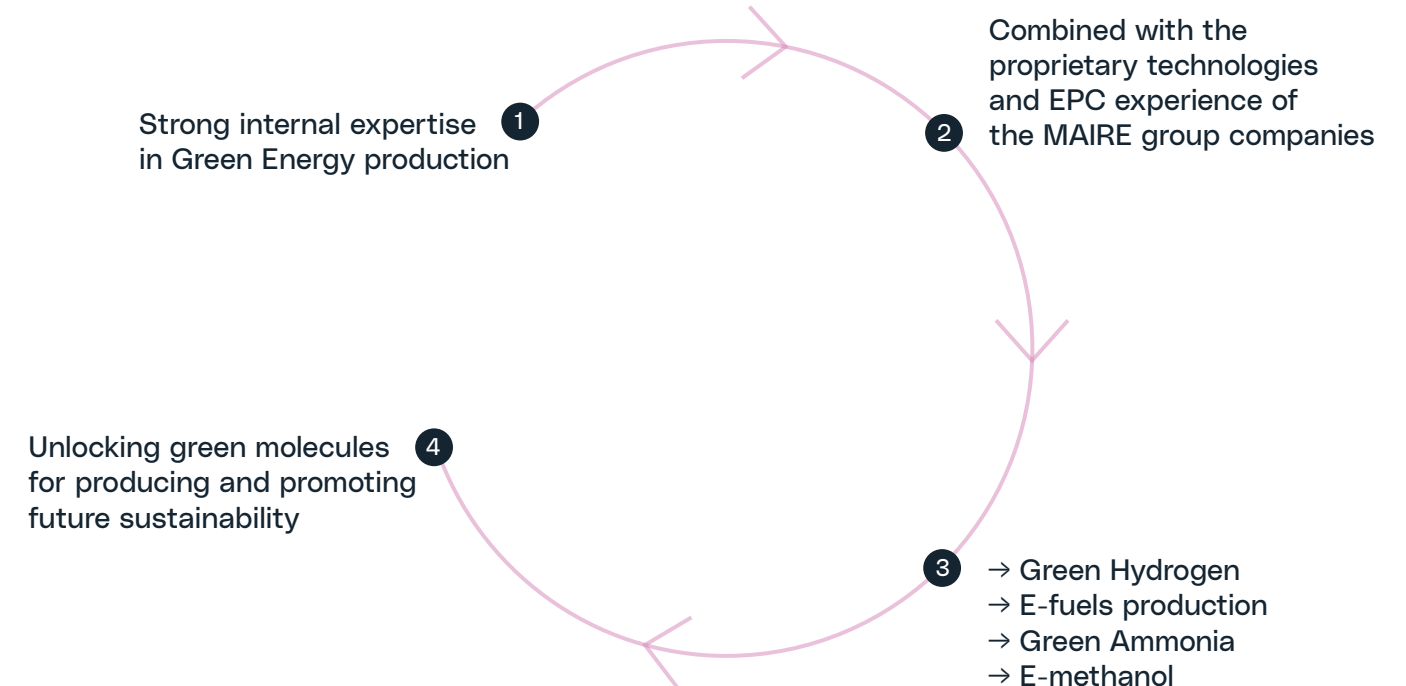 1
Strong internal expertise
in Green Energy production
2
Combined with the
proprietary technologies
and EPC experience of
the MAIRE group companies
3
→ Green Hydrogen
→ E-fuels production
→ Green Ammonia
→ E-methanol
4
Unlocking green molecules
for producing and promoting
future sustainability